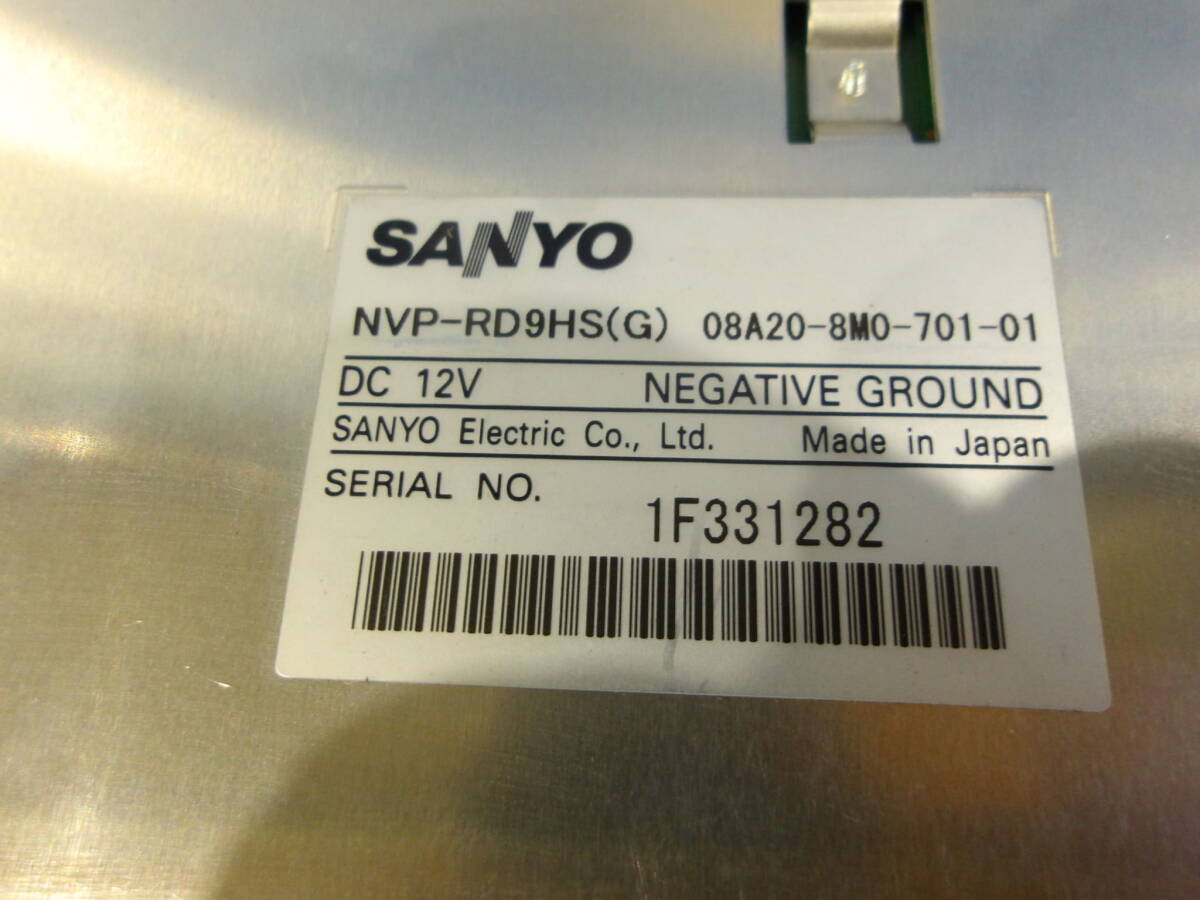 SANYO
NVP-RD9HS(G) 08A20-8M0-701-01
DC 12V NEGATIVE GROUND
SANYO Electric Co., Ltd. Made in Japan
SERIAL NO.
1F331282